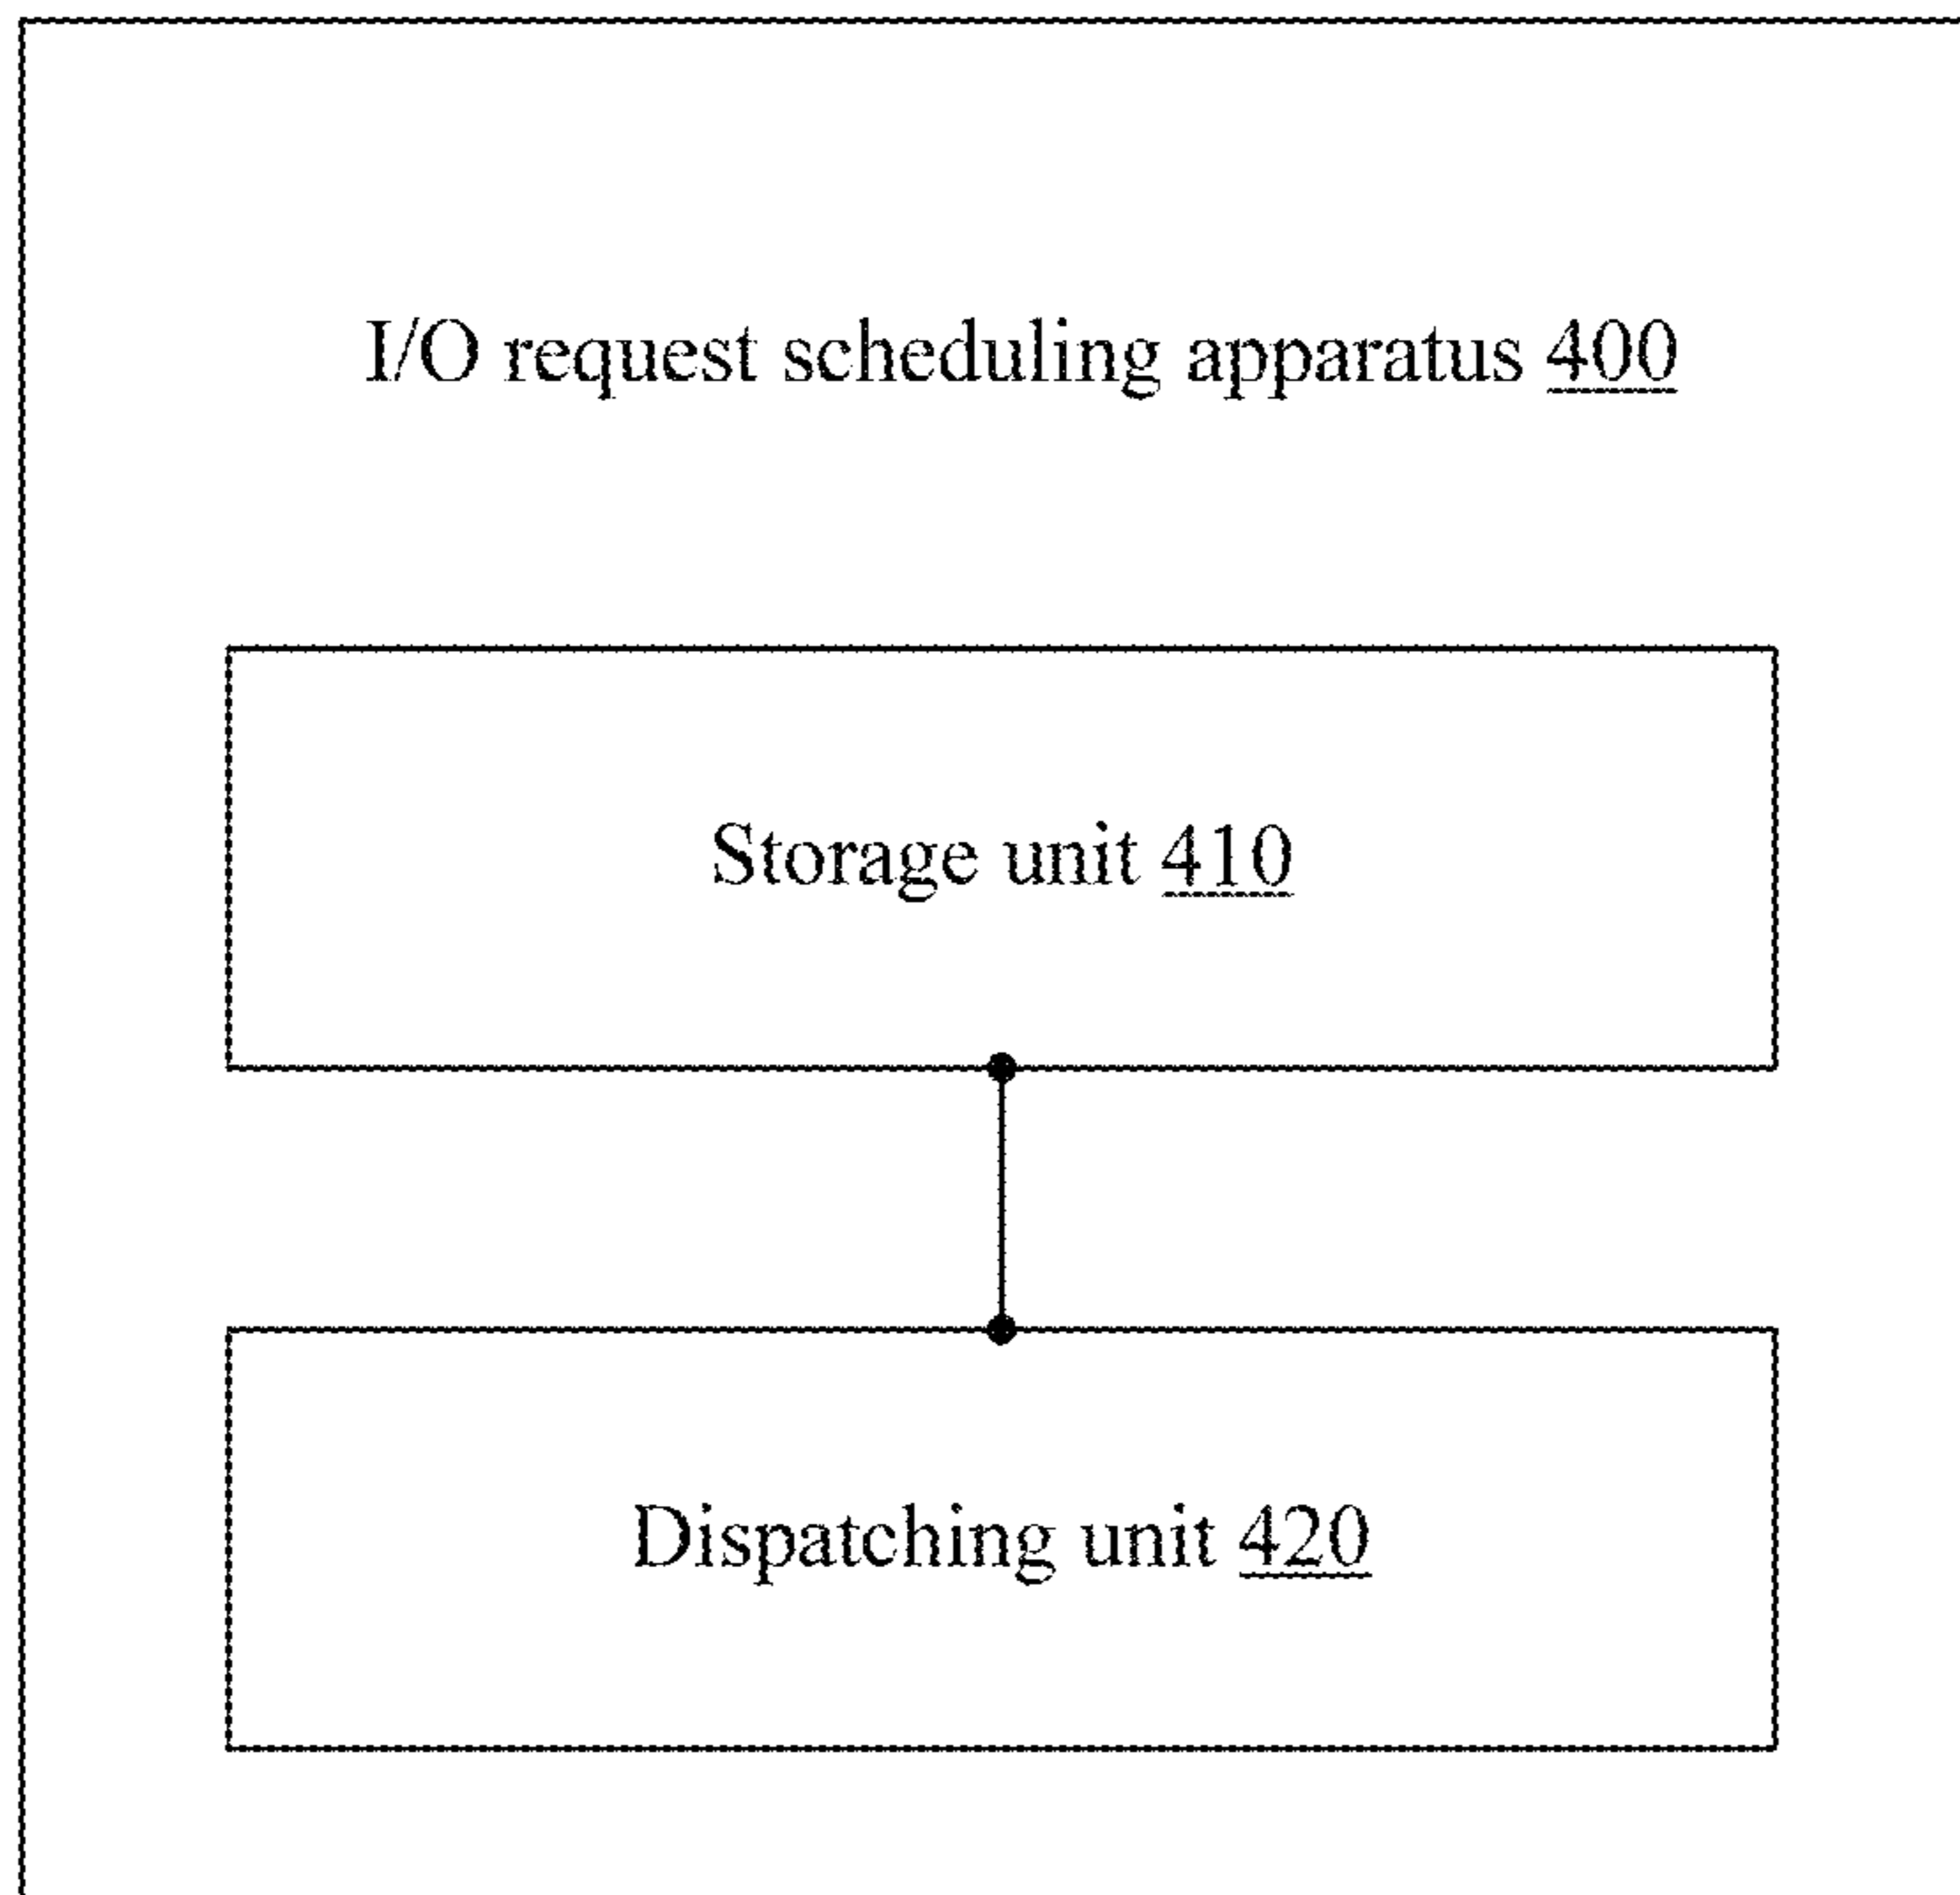 I/O request scheduling apparatus 400
Storage unit 410
Dispatching unit 420